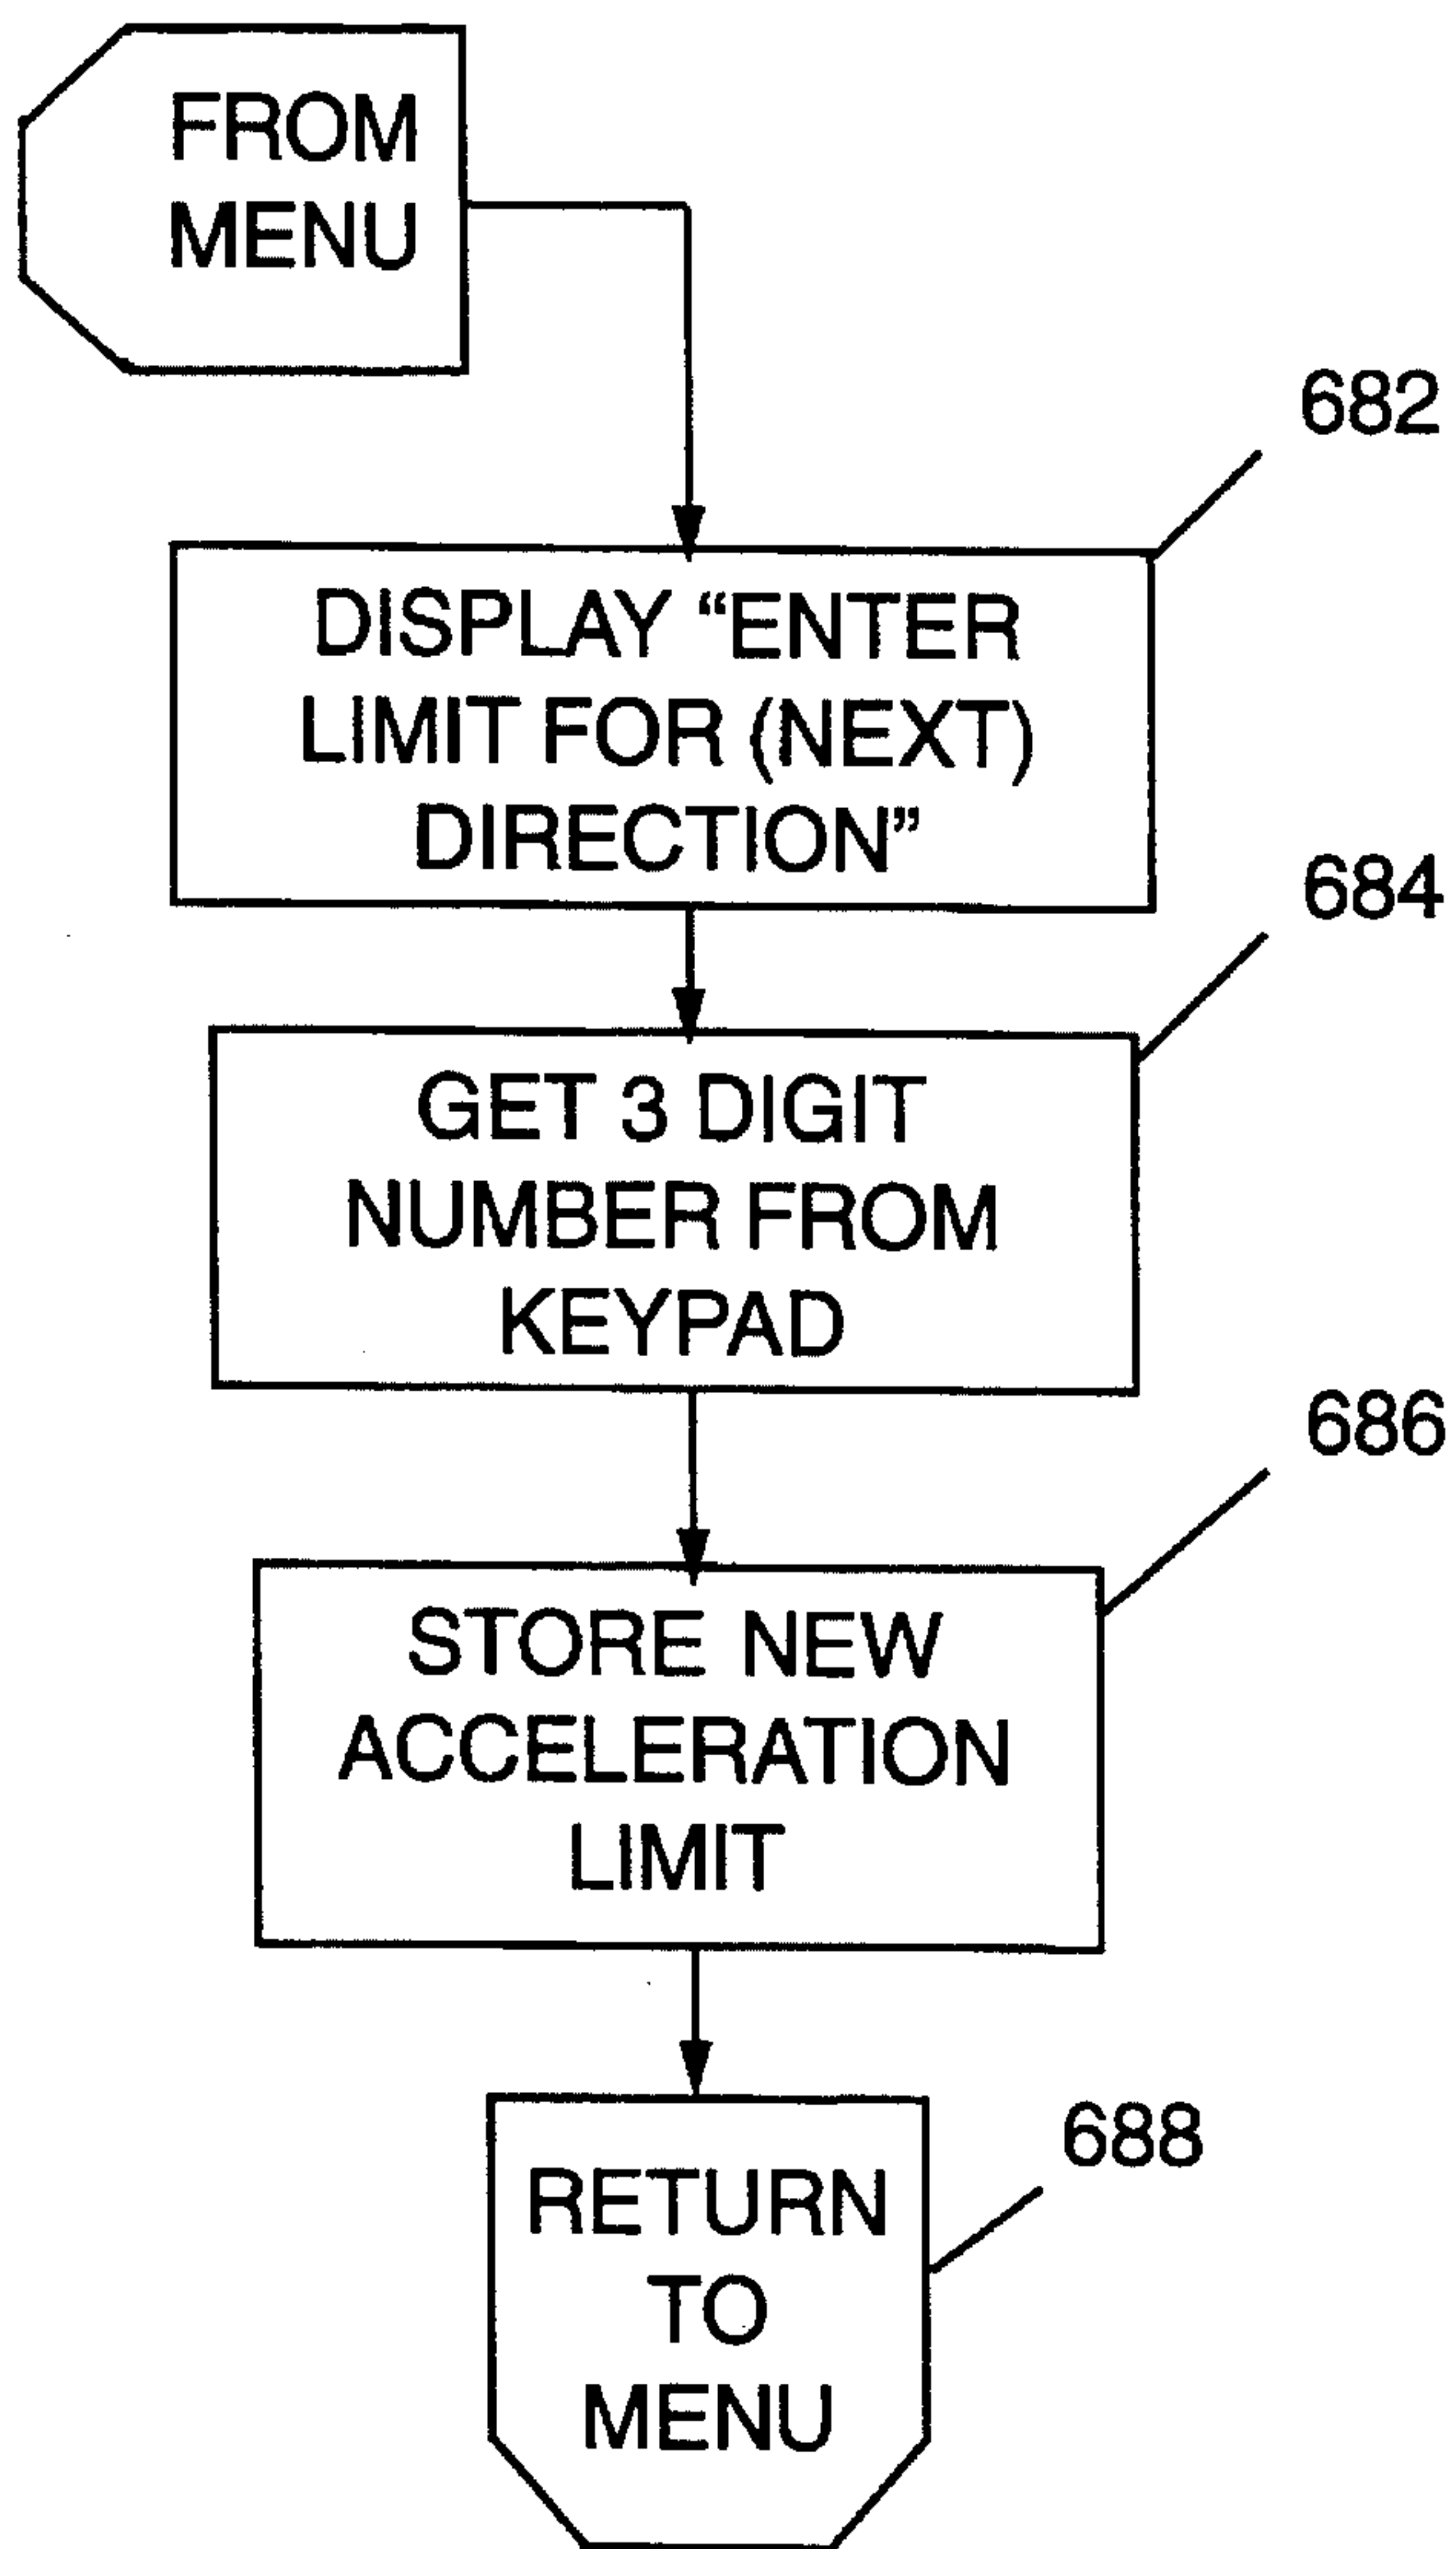 FROM
MENU
682
DISPLAY “ENTER
LIMIT FOR (NEXT)
DIRECTION”
684
GET 3 DIGIT
NUMBER FROM
KEYPAD
686
STORE NEW
ACCELERATION
LIMIT
688
RETURN
TO
MENU